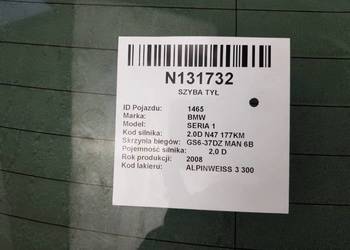 N131732
SZYBA TYŁ
ID Pojazdu: 1465
Marka: BMW
Model: SERIA 1
Kod silnika: 2.0D N47 177KM
Skrzynia biegów: GS6-37DZ MAN 6B
Pojemność silnika: 2,0 D
Rok produkcji: 2008
Kod lakieru: ALPINWEISS 3 300